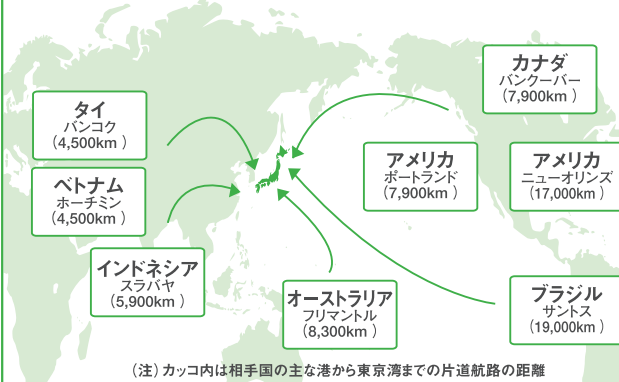 カナダ
バンクーバー
(7,900km )
タイ
バンコク
(4,500km )
アメリカ
ポートランド
(7,900km )
アメリカ
ニューオリンズ
(17,000km )
ベトナム
ホーチミン
(4,500km )
インドネシア
スラバヤ
(5,900km )
オーストラリア
フリマントル
(8,300km )
ブラジル
サントス
(19,000km )
（注）カッコ内は相手国の主な港から東京湾までの片道航路の距離